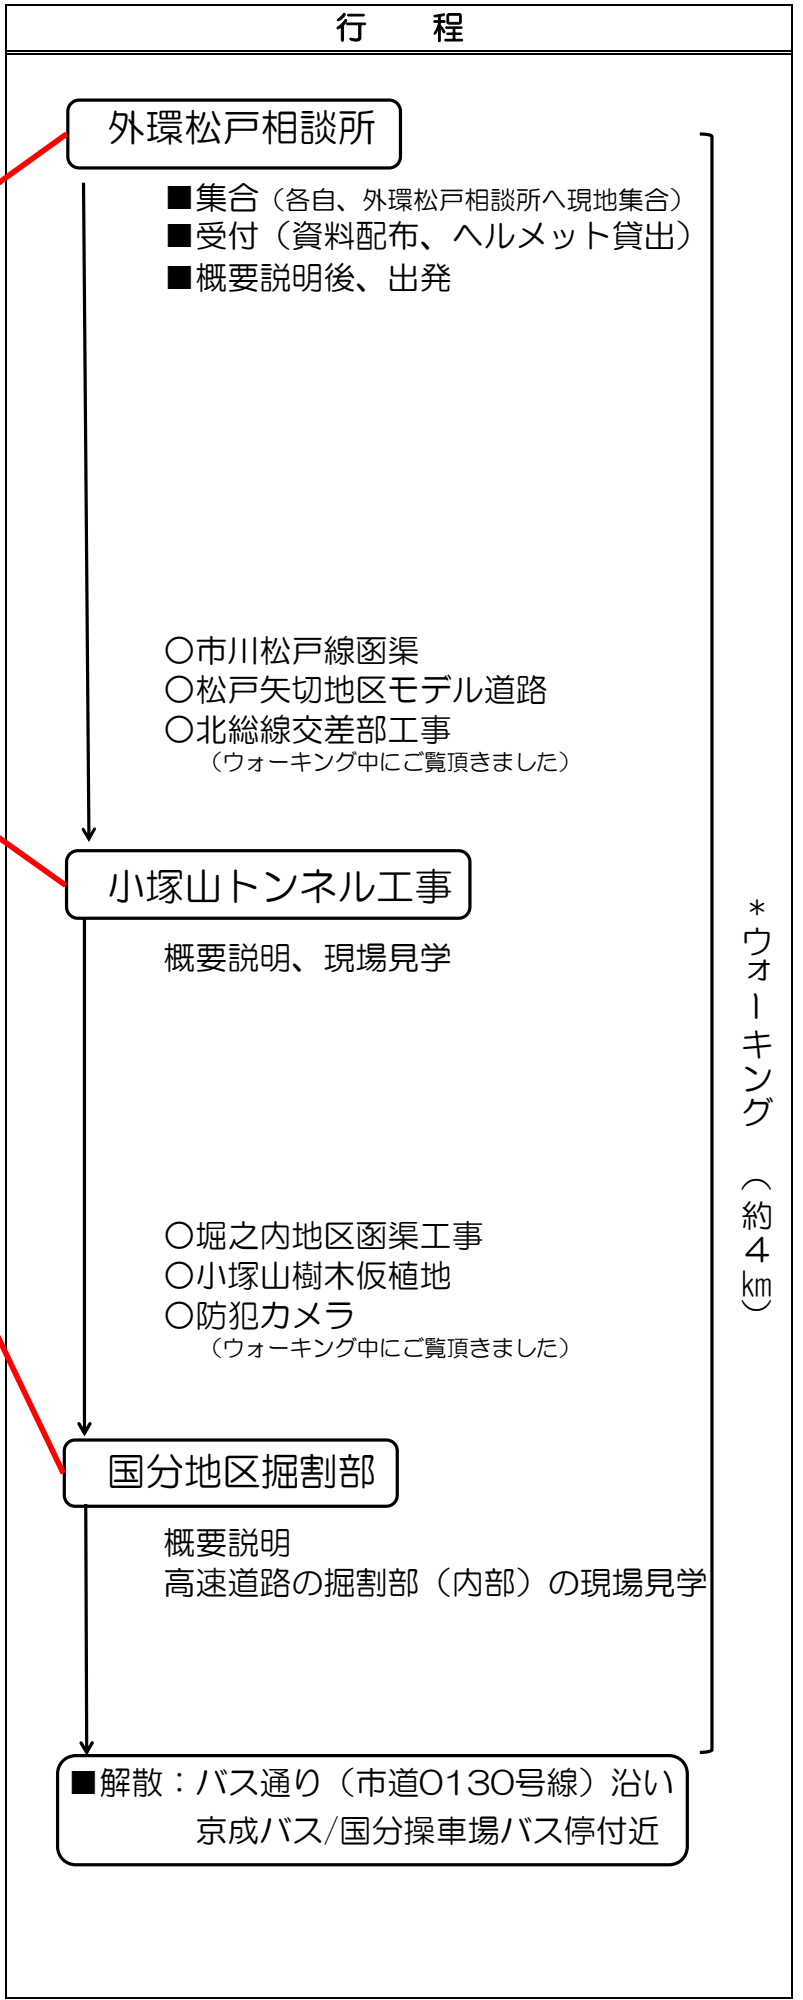 行　程
外環松戸相談所
■集合（各自、外環松戸相談所へ現地集合）
■受付（資料配布、ヘルメット貸出）
■概要説明後、出発
○市川松戸線函渠
○松戸矢切地区モデル道路
○北総線交差部工事
（ウォーキング中にご覧頂きました）
小塚山トンネル工事
概要説明、現場見学
○堀之内地区函渠工事
○小塚山樹木仮植地
○防犯カメラ
（ウォーキング中にご覧頂きました）
国分地区掘割部
概要説明
高速道路の掘割部（内部）の現場見学
■解散：バス通り（市道0130号線）沿い
京成バス/国分操車場バス停付近
*ウォーキング　（約４㎞）